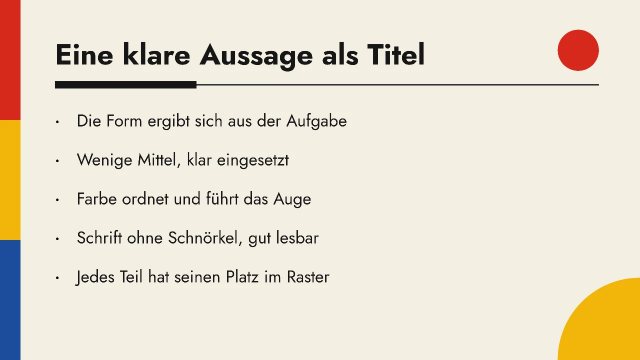 Eine klare Aussage als Titel
· Die Form ergibt sich aus der Aufgabe
· Wenige Mittel, klar eingesetzt
· Farbe ordnet und führt das Auge
· Schrift ohne Schnörkel, gut lesbar
· Jedes Teil hat seinen Platz im Raster